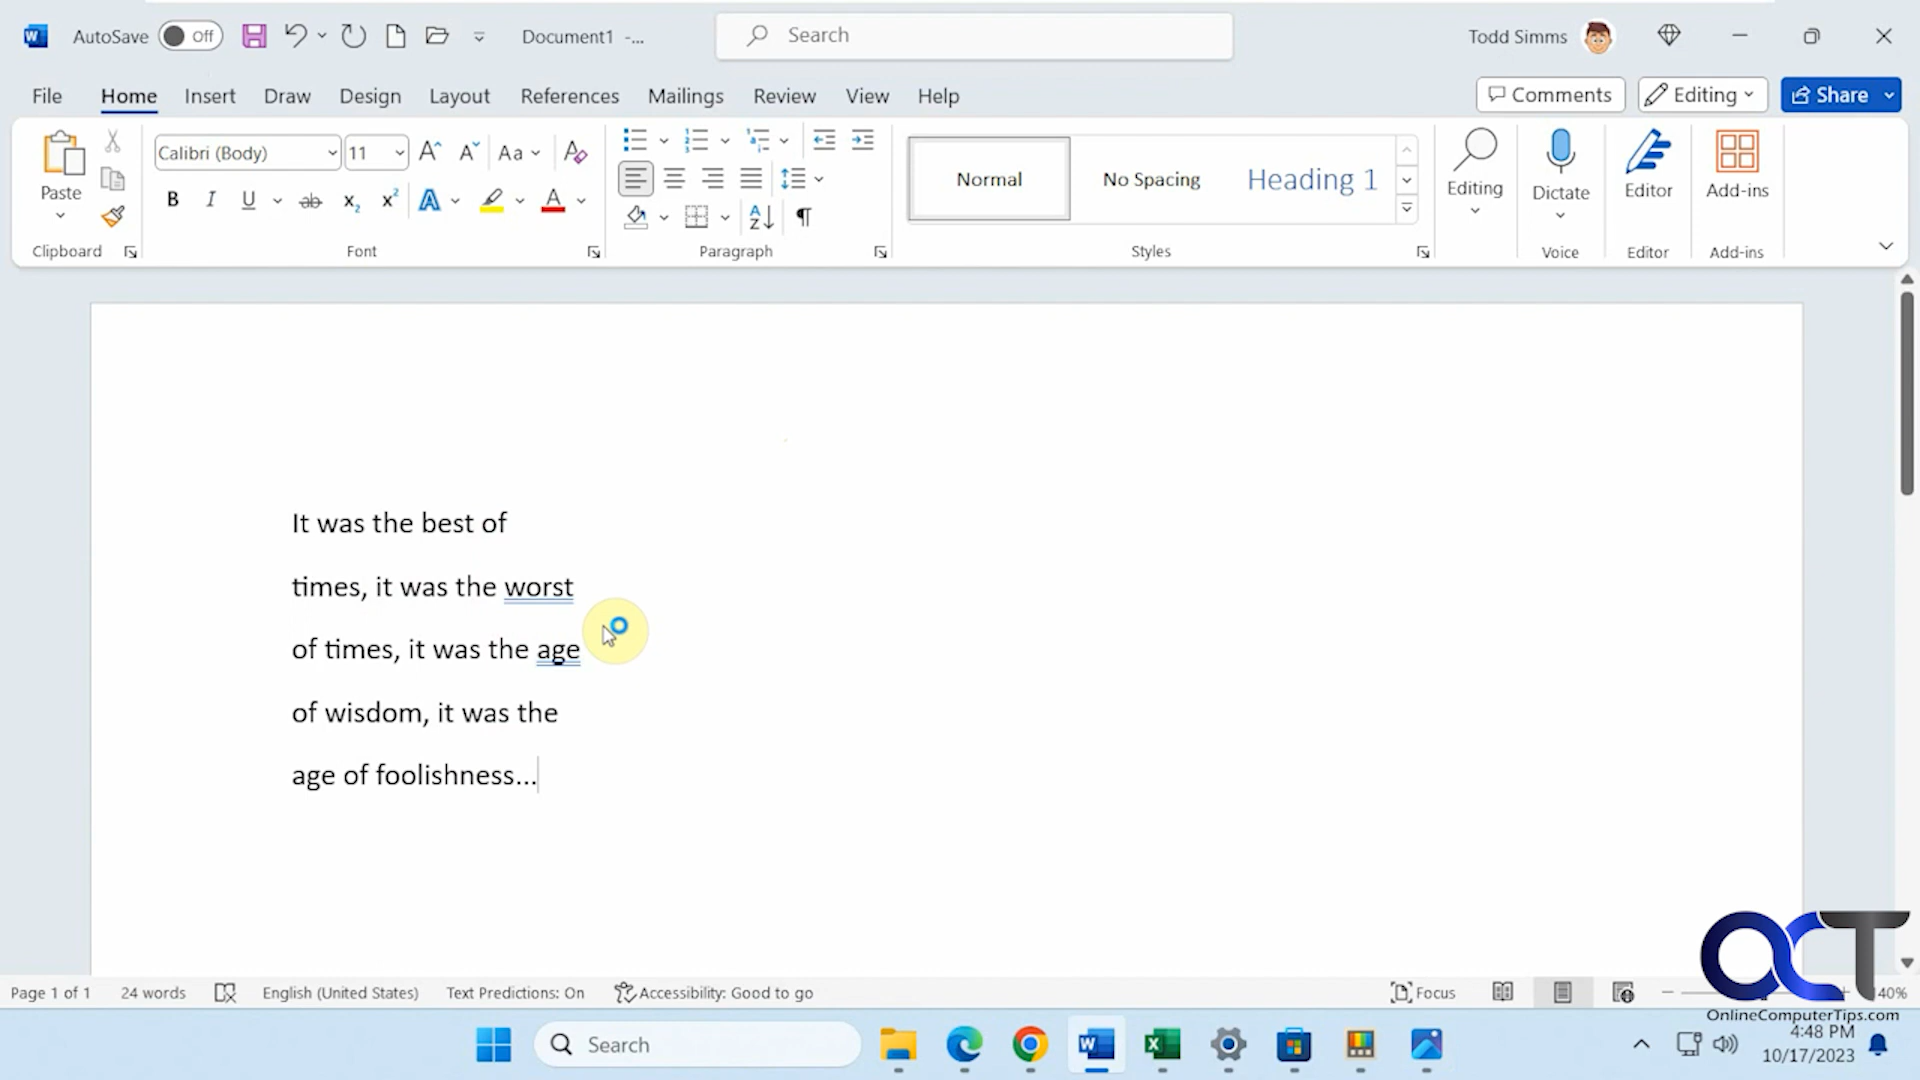 AutoSave Off Document1 -... Search Todd Simms
File Home Insert Draw Design Layout References Mailings Review View Help Comments Editing Share
Paste Calibri (Body) 11 Aa Normal No Spacing Heading 1 Editing Dictate Editor Add-ins
Clipboard Font Paragraph Styles Voice Editor Add-ins
It was the best of
times, it was the worst
of times, it was the age
of wisdom, it was the
age of foolishness...
Page 1 of 1 24 words English (United States) Text Predictions: On Accessibility: Good to go Focus
OCT
OnlineComputerTips.com
Search 4:48 PM
10/17/2023